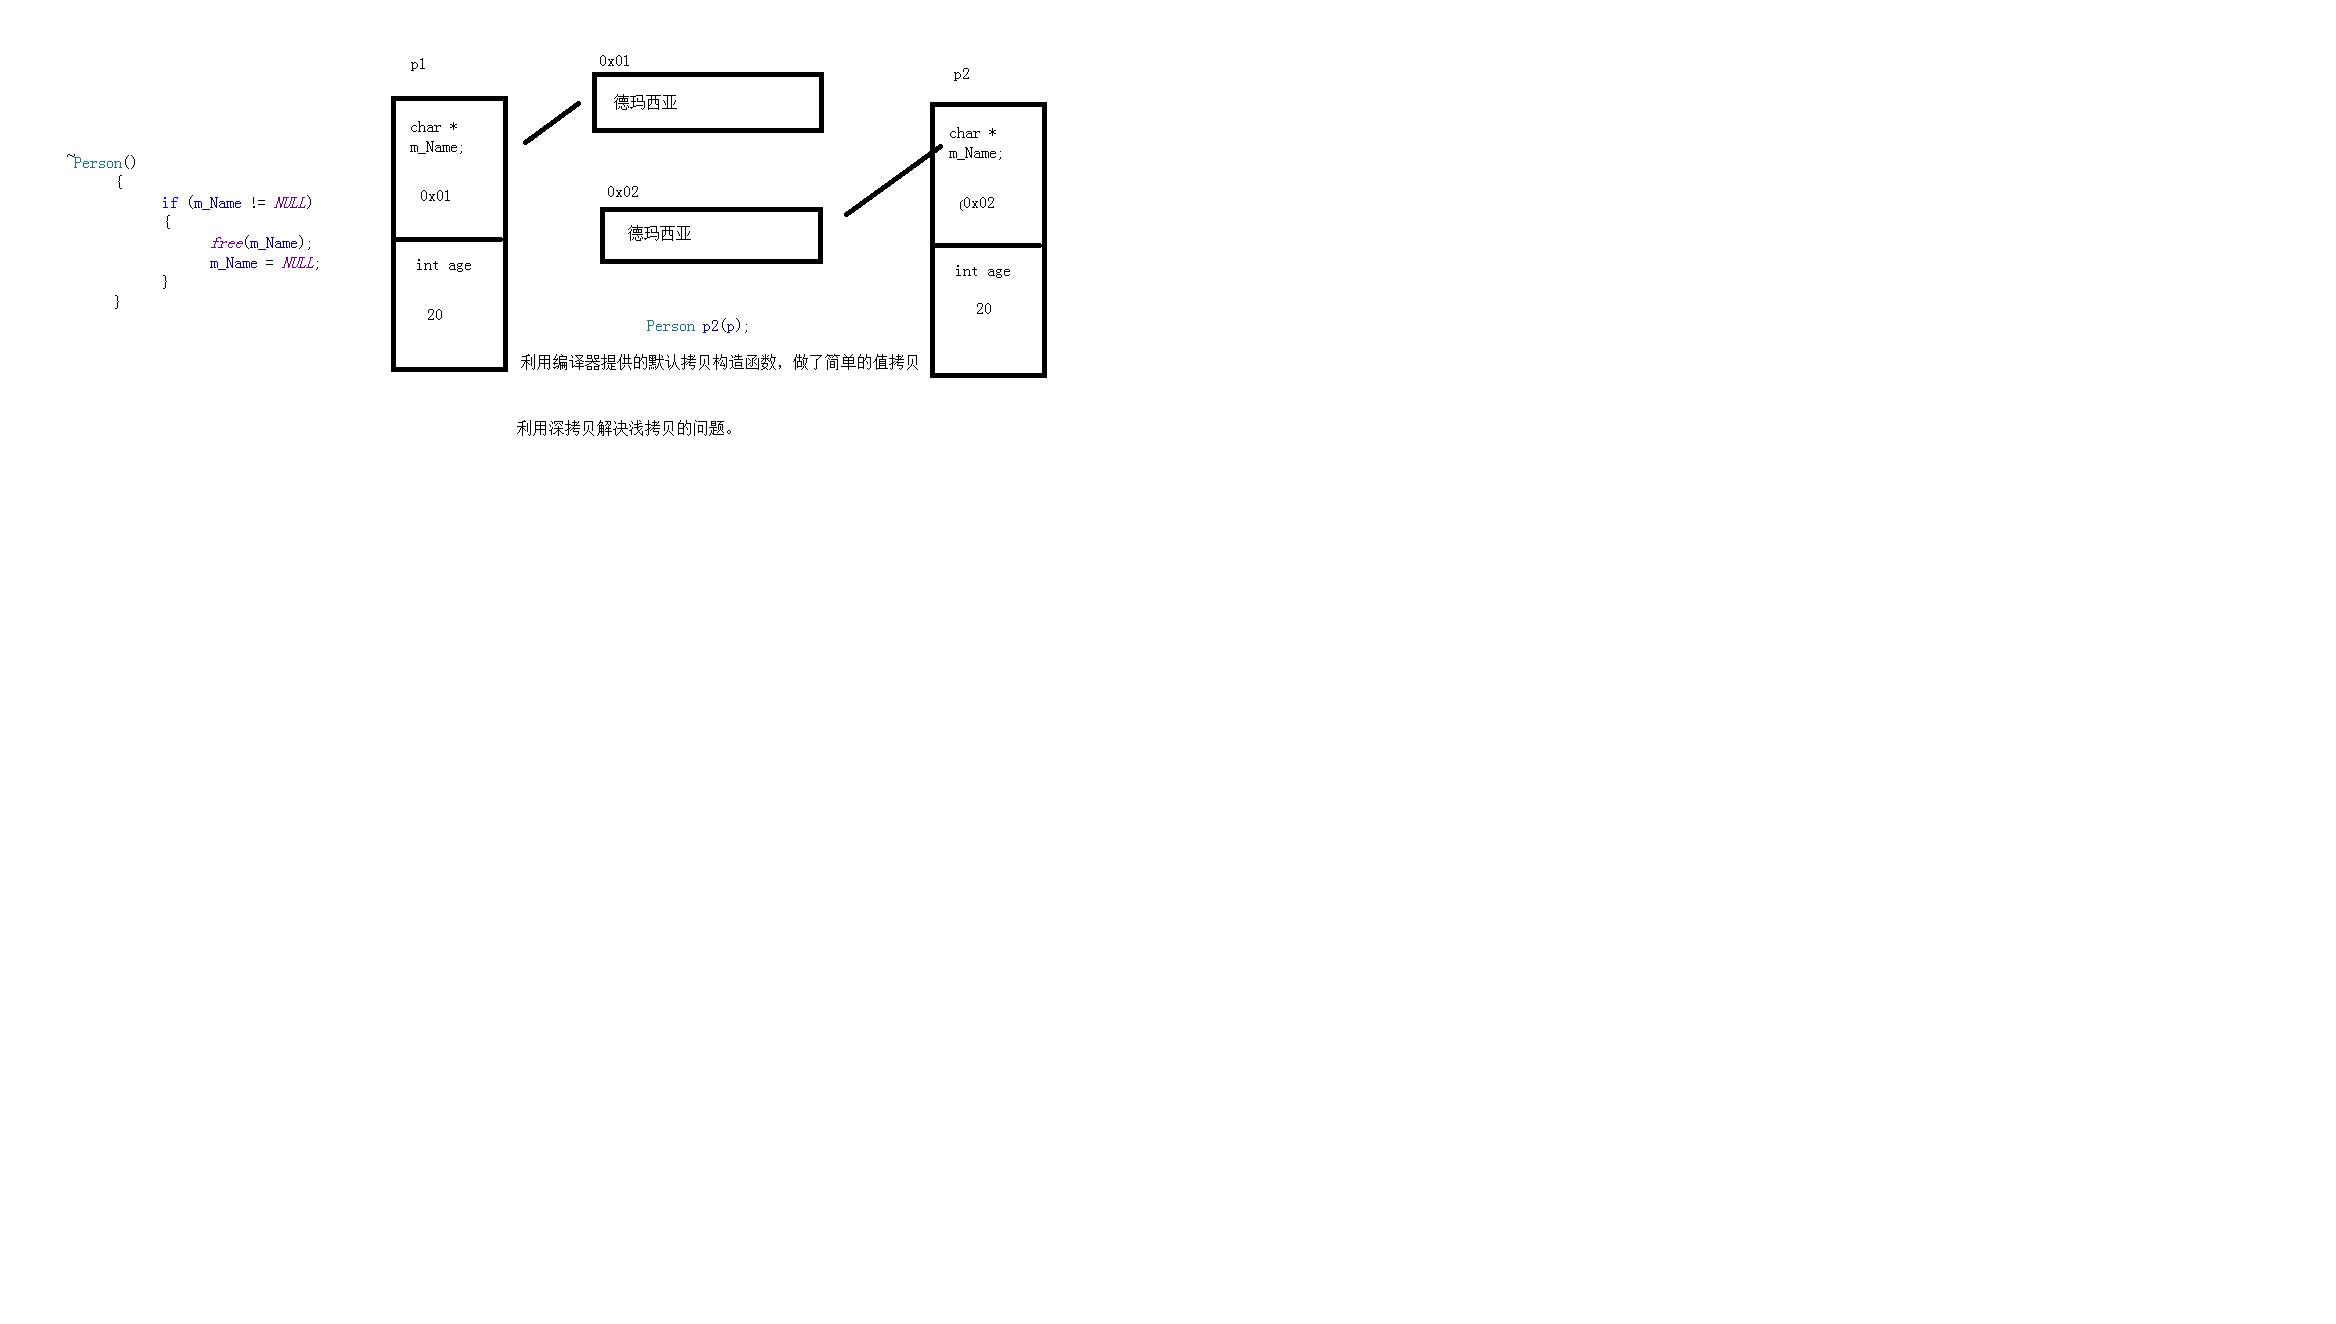 ~Person()
{
if (m_Name != NULL)
{
free(m_Name);
m_Name = NULL;
}
}
p1
char *
m_Name;
0x01
int age
20
0x01
德玛西亚
0x02
德玛西亚
Person p2(p);
利用编译器提供的默认拷贝构造函数，做了简单的值拷贝
利用深拷贝解决浅拷贝的问题。
p2
char *
m_Name;
(0x02
int age
20